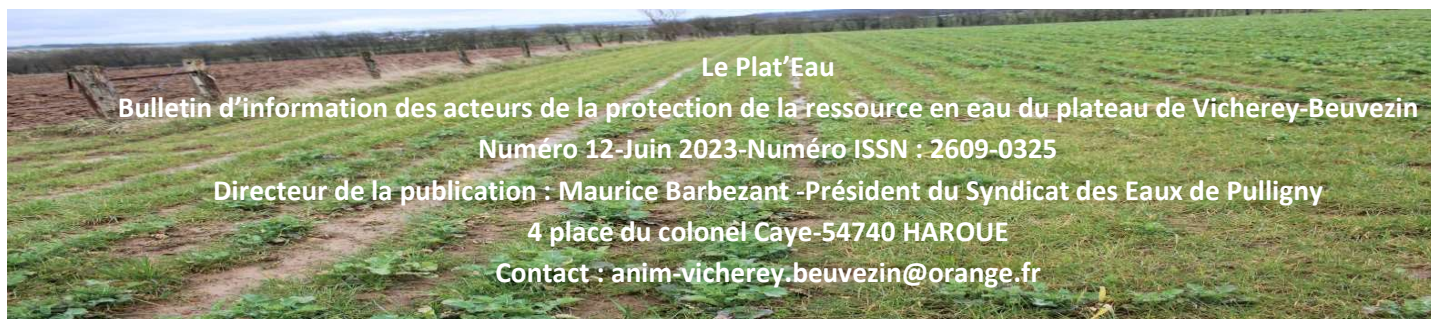 Le Plat’Eau
Bulletin d’information des acteurs de la protection de la ressource en eau du plateau de Vicherey-Beuvezin
Numéro 12-Juin 2023-Numéro ISSN : 2609-0325
Directeur de la publication : Maurice Barbezant -Président du Syndicat des Eaux de Pulligny
4 place du colonel Caye-54740 HAROUE
Contact : anim-vicherey.beuvezin@orange.fr